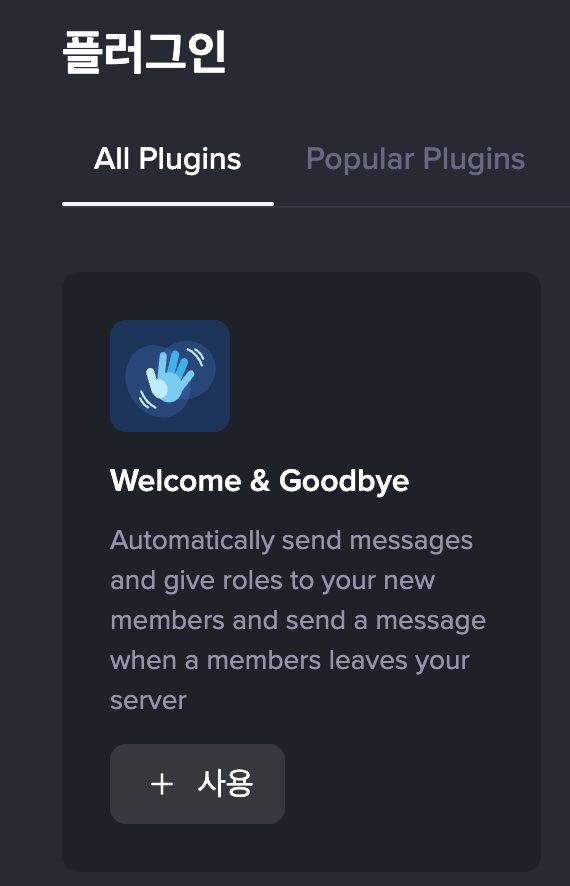 플러그인
All Plugins
Popular Plugins
Welcome & Goodbye
Automatically send messages
and give roles to your new
members and send a message
when a members leaves your
server
+ 사용